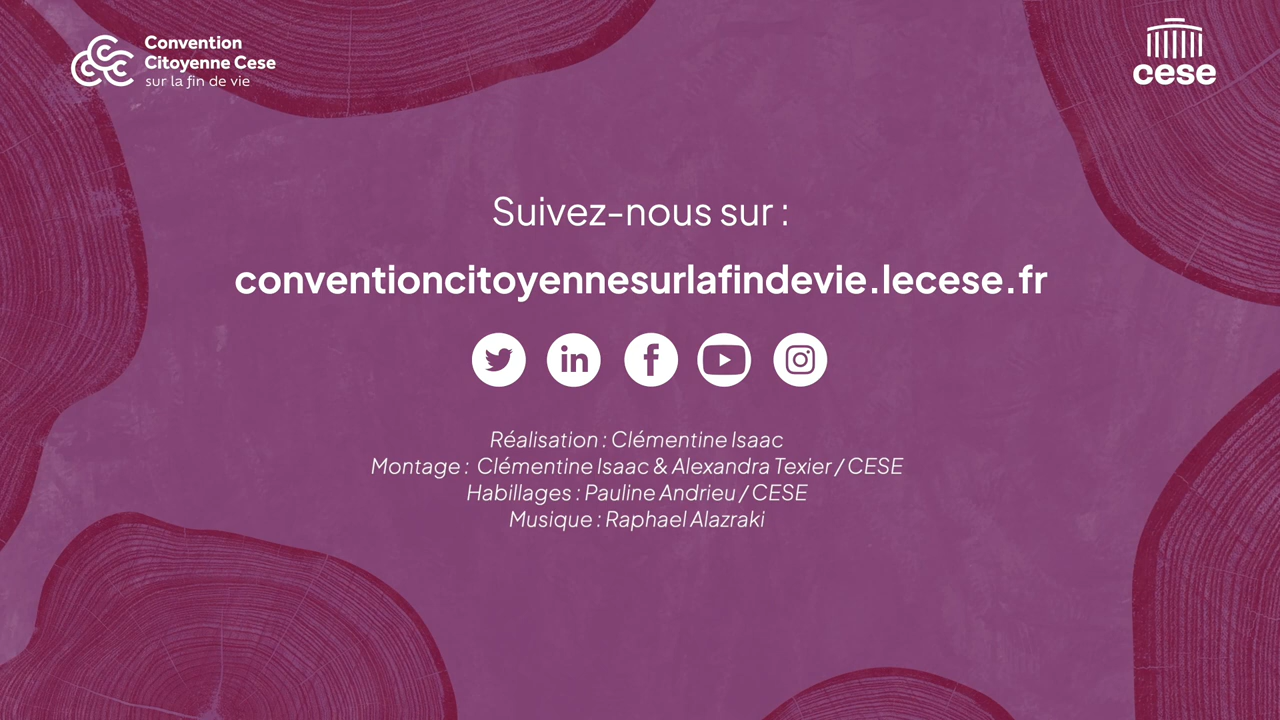 Convention
Citoyenne Cese
sur la fin de vie
cese
Suivez-nous sur :
conventioncitoyennesurlafindevie.lecese.fr
in
f
Réalisation : Clémentine Isaac
Montage : Clémentine Isaac & Alexandra Texier / CESE
Habillages : Pauline Andrieu / CESE
Musique : Raphael Alazraki